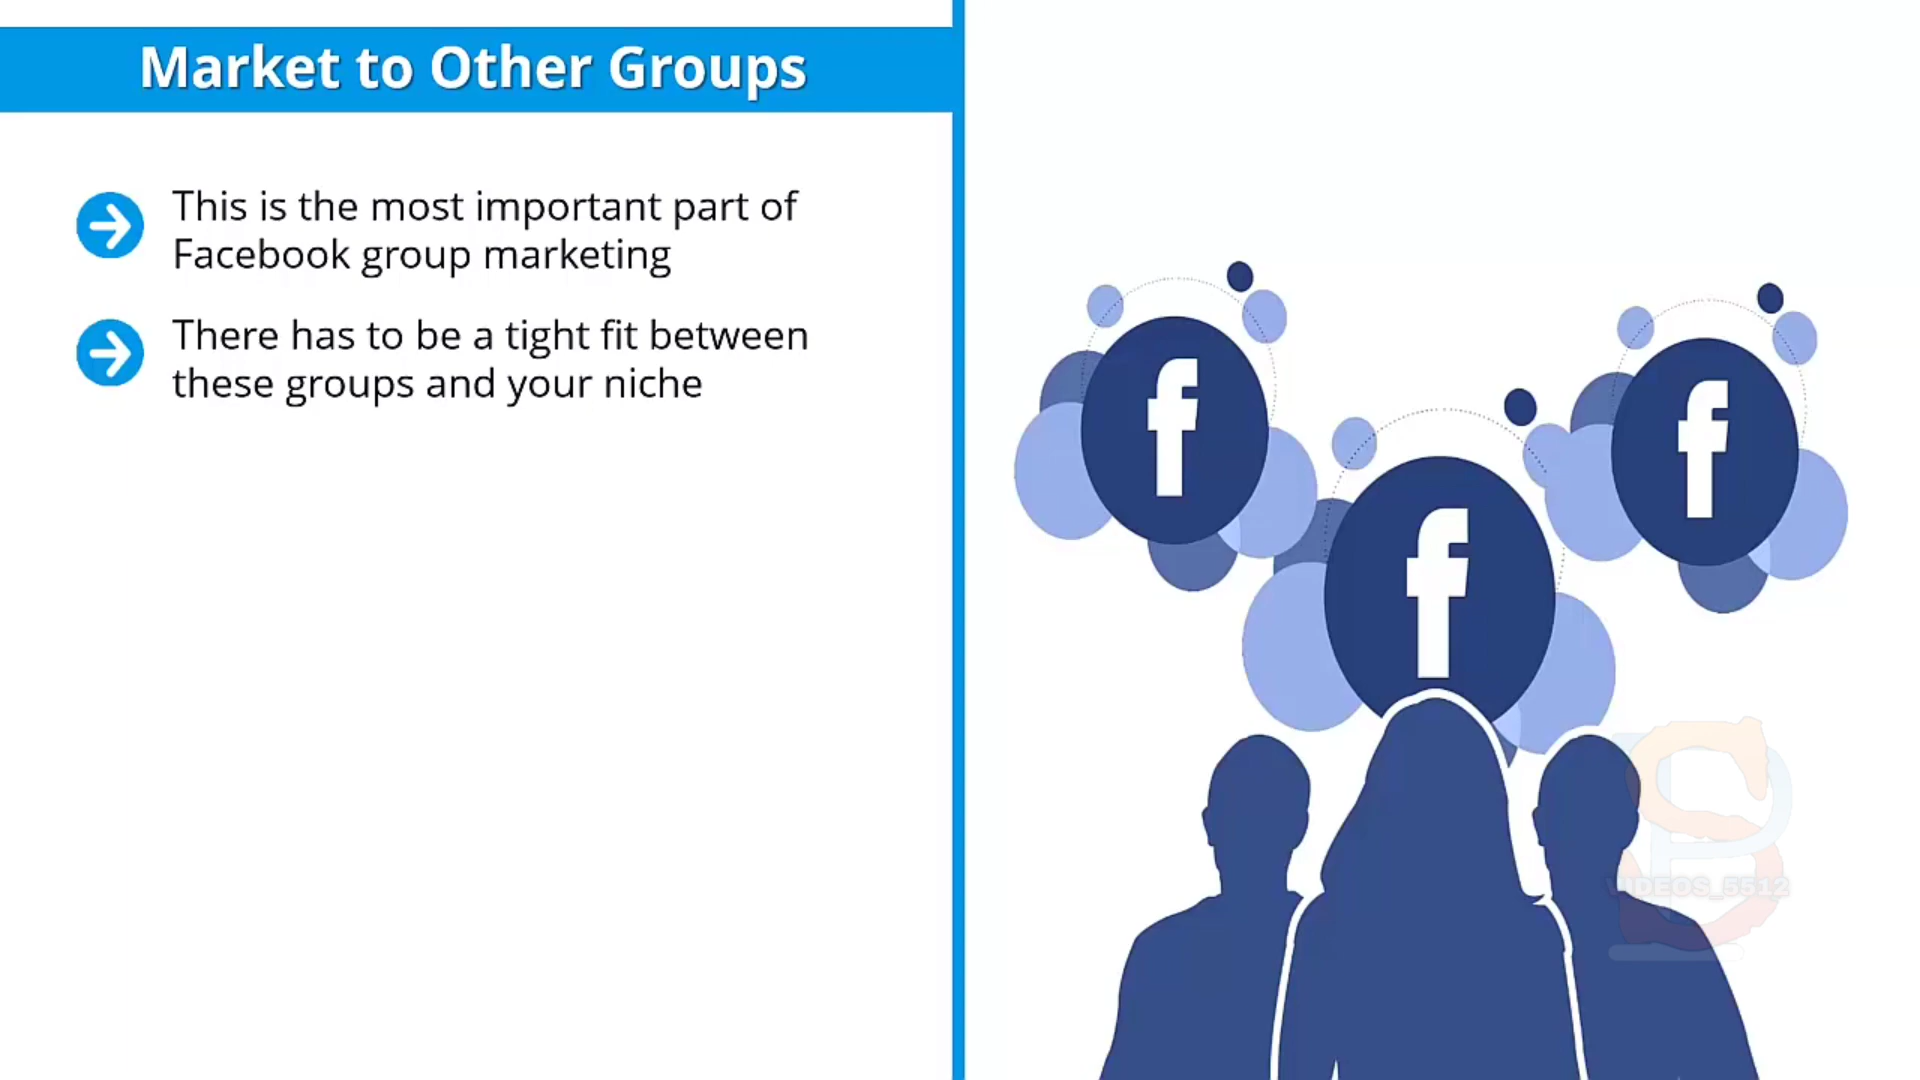 Market to Other Groups
This is the most important part of
Facebook group marketing
There has to be a tight fit between
these groups and your niche
f
f
f
VIDEOS_5512